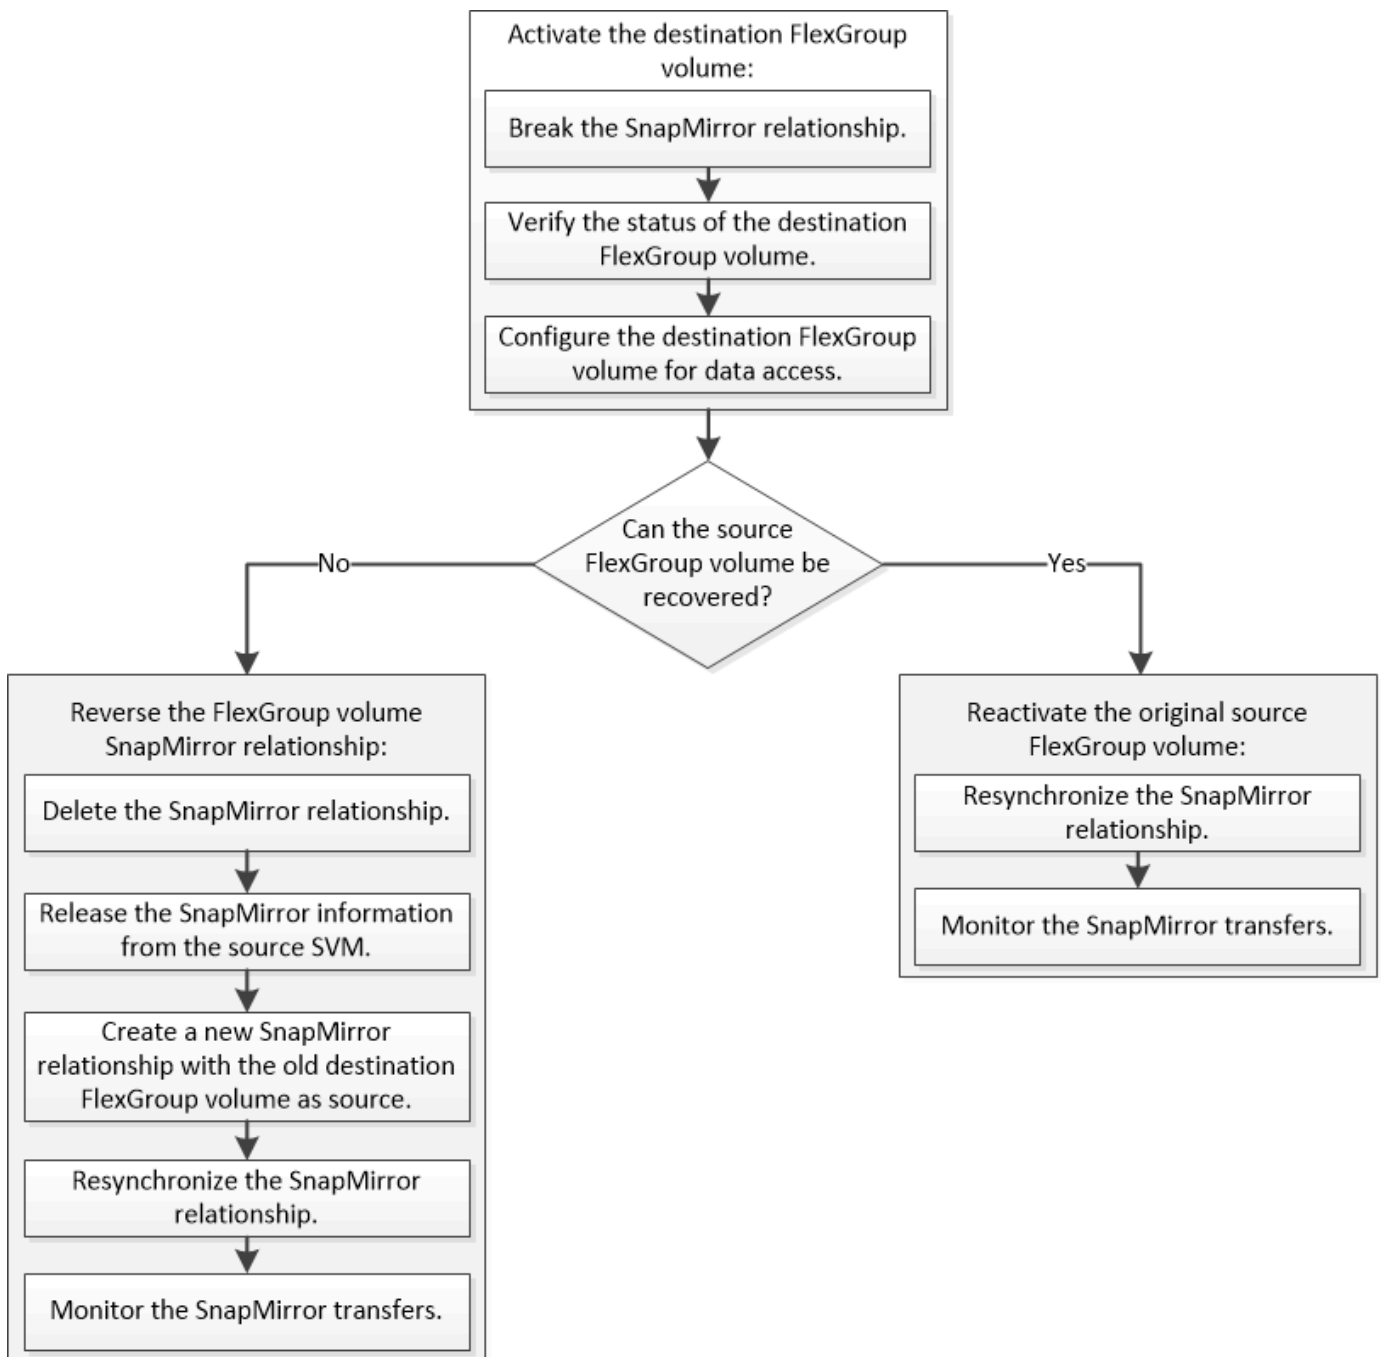 Activate the destination FlexGroup
volume:
Break the SnapMirror relationship.
Verify the status of the destination
FlexGroup volume.
Configure the destination FlexGroup
volume for data access.
Can the source
FlexGroup volume be
recovered?
No
Yes
Reverse the FlexGroup volume
SnapMirror relationship:
Delete the SnapMirror relationship.
Release the SnapMirror information
from the source SVM.
Create a new SnapMirror
relationship with the old destination
FlexGroup volume as source.
Resynchronize the SnapMirror
relationship.
Monitor the SnapMirror transfers.
Reactivate the original source
FlexGroup volume:
Resynchronize the SnapMirror
relationship.
Monitor the SnapMirror transfers.